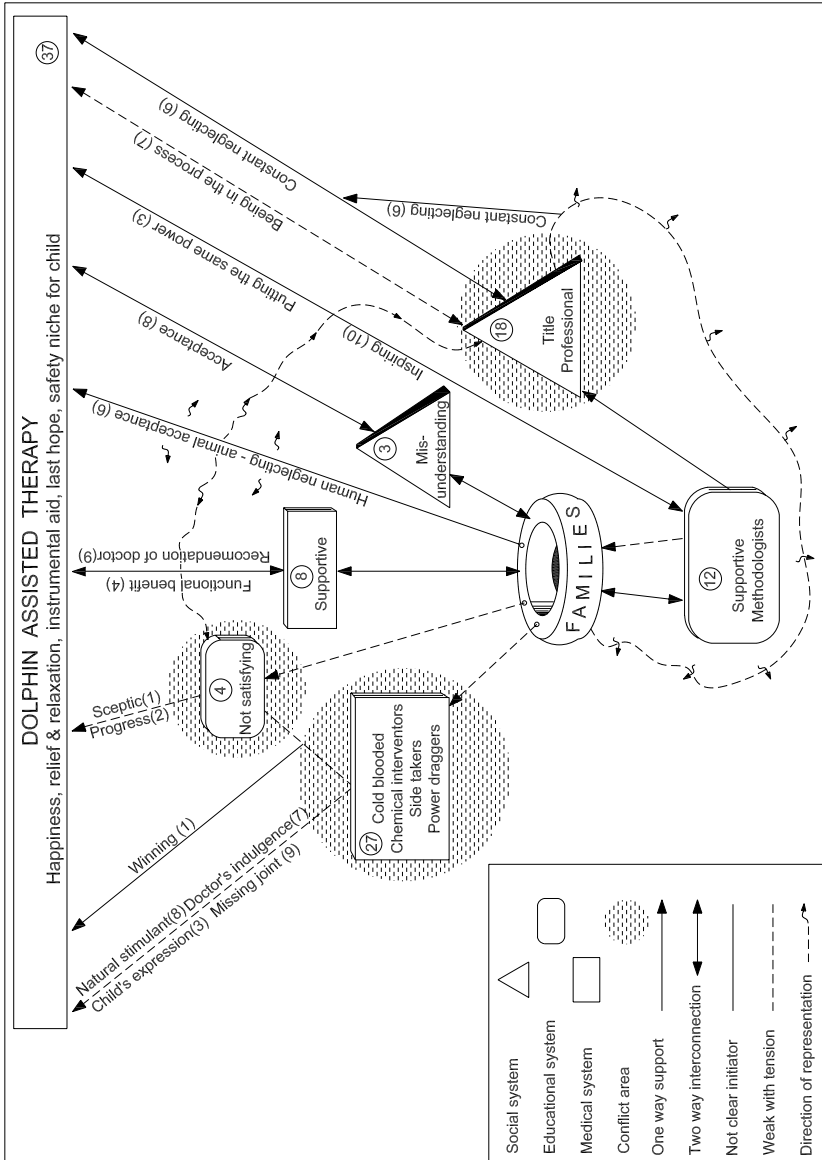 DOLPHIN ASSISTED THERAPY
Happiness, relief & relaxation, instrumental aid, last hope, safety niche for child
37
Natural stimulant(8) Doctor's indulgence(7)
Child's expression(3) Missing joint (9)
Winning (1)
Sceptic(1)
Progress(2)
Functional benefit (4)
Recomendation of doctor(9)
Human neglecting - animal acceptance (6)
Acceptance (8)
Putting the same power (3)
Inspiring (10)
Beeing in the process (7)
Constant neglecting (6)
Constant neglecting (6)
4
Not satisfying
8
Supportive
3
Mis-
understanding
18
Title
Professional
27
Cold blooded
Chemical interventors
Side takers
Power draggers
FAMILIES
12
Supportive
Methodologists
Social system
Educational system
Medical system
Conflict area
One way support
Two way interconnection
Not clear initiator
Weak with tension
Direction of representation